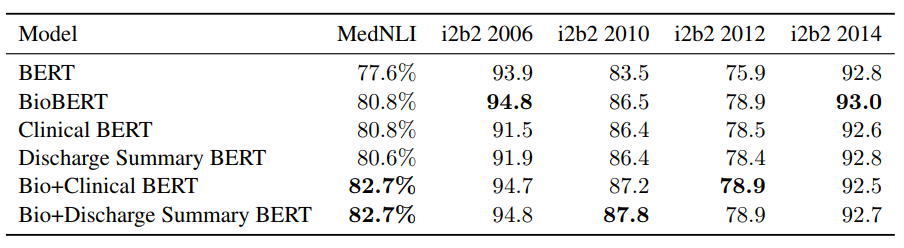 Model MedNLI i2b2 2006 i2b2 2010 i2b2 2012 i2b2 2014
BERT 77.6% 93.9 83.5 75.9 92.8
BioBERT 80.8% 94.8 86.5 78.9 93.0
Clinical BERT 80.8% 91.5 86.4 78.5 92.6
Discharge Summary BERT 80.6% 91.9 86.4 78.4 92.8
Bio+Clinical BERT 82.7% 94.7 87.2 78.9 92.5
Bio+Discharge Summary BERT 82.7% 94.8 87.8 78.9 92.7